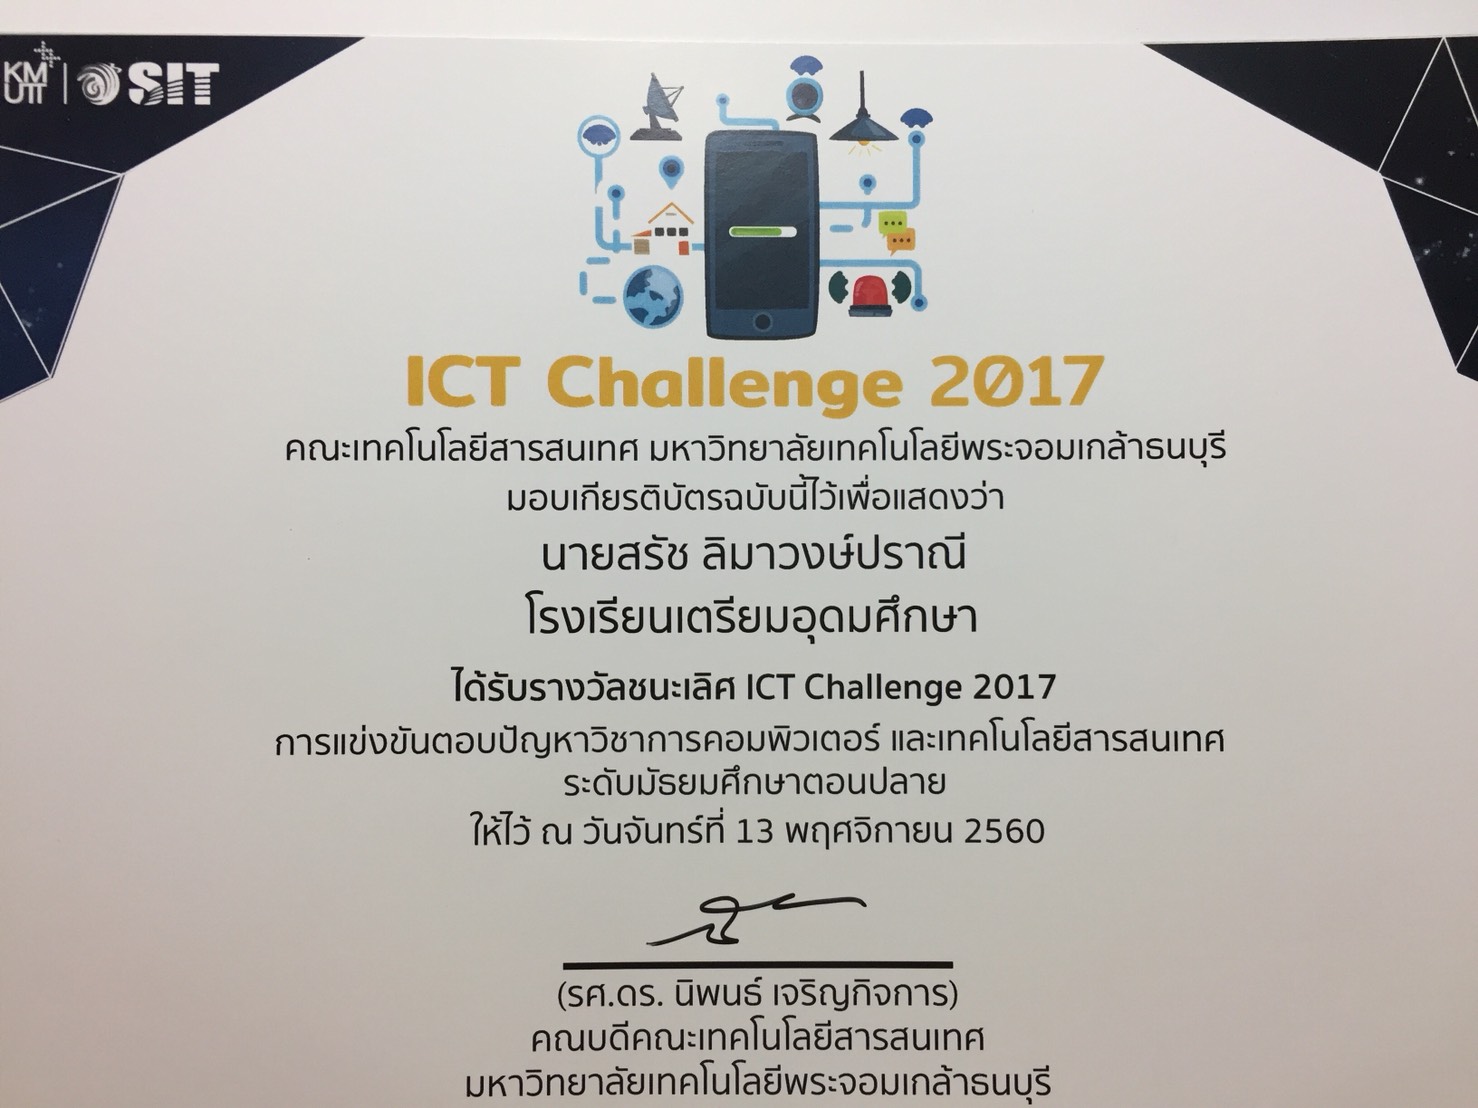 KM
UTT
SIT
ICT Challenge 2017
คณะเทคโนโลยีสารสนเทศ มหาวิทยาลัยเทคโนโลยีพระจอมเกล้าธนบุรี
มอบเกียรติบัตรฉบับนี้ไว้เพื่อแสดงว่า
นายสรัช ลิมาวงษ์ปราณี
โรงเรียนเตรียมอุดมศึกษา
ได้รับรางวัลชนะเลิศ ICT Challenge 2017
การแข่งขันตอบปัญหาวิชาการคอมพิวเตอร์ และเทคโนโลยีสารสนเทศ
ระดับมัธยมศึกษาตอนปลาย
ให้ไว้ ณ วันจันทร์ที่ 13 พฤศจิกายน 2560
(รศ.ดร. นิพนธ์ เจริญกิจการ)
คณบดีคณะเทคโนโลยีสารสนเทศ
มหาวิทยาลัยเทคโนโลยีพระจอมเกล้าธนบุรี